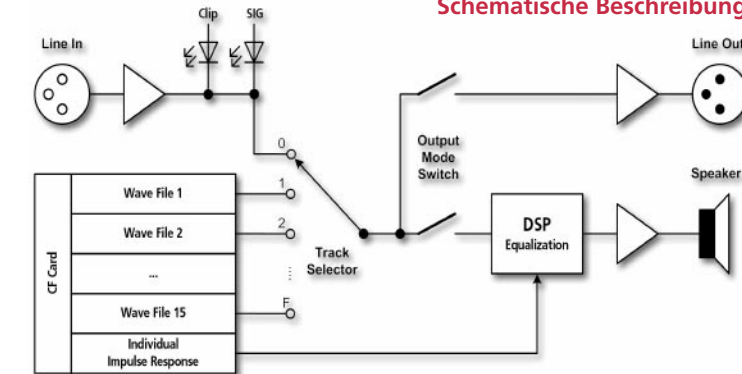 Schematische Beschreibung
Clip
SIG
Line In
Line Out
0
Output
Mode
Switch
Speaker
1
Wave File 1
2
Wave File 2
DSP
Equalization
Track
Selector
CF Card
...
F
Wave File 15
Individual
Impulse Response